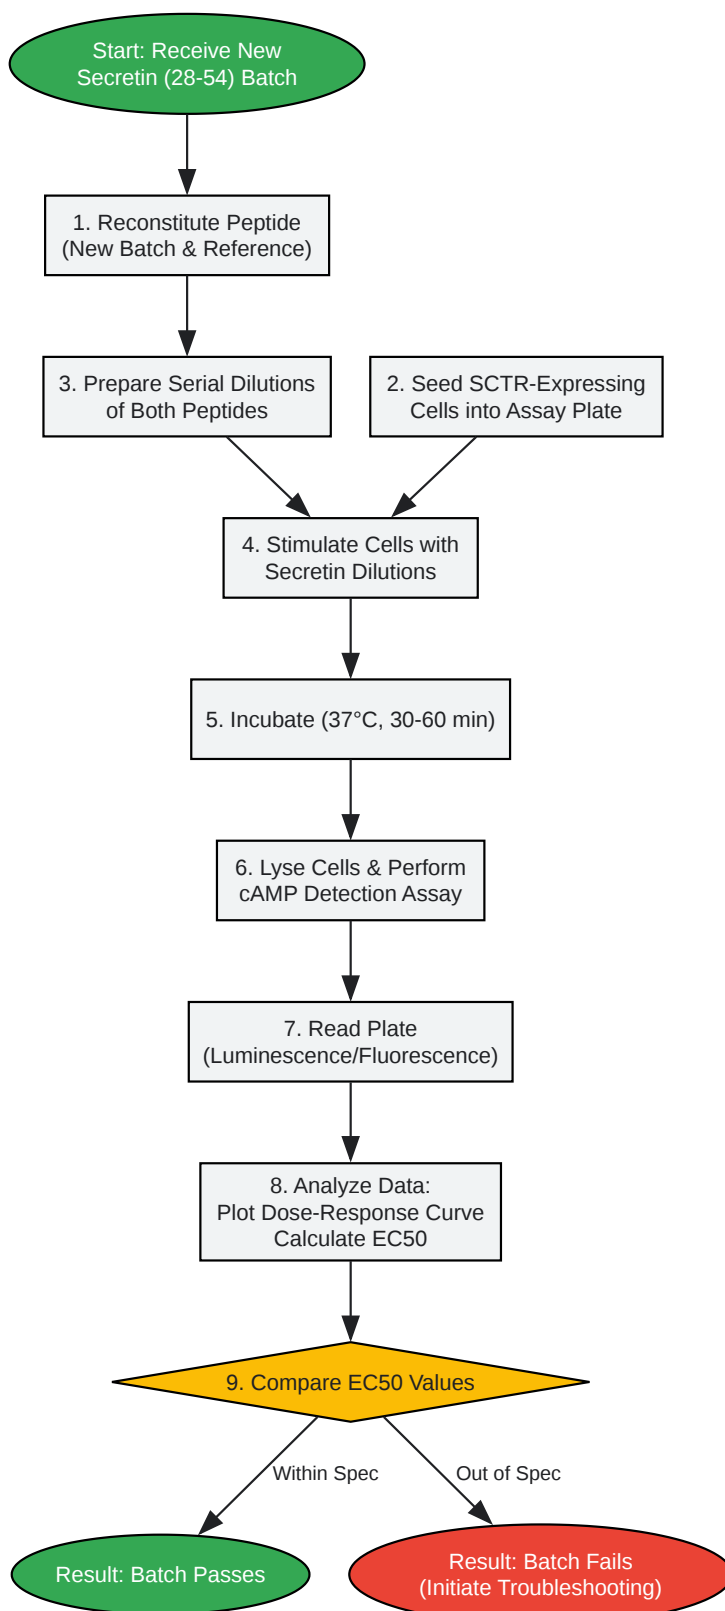 Start: Receive New
Secretin (28-54) Batch
1. Reconstitute Peptide
(New Batch & Reference)
3. Prepare Serial Dilutions
of Both Peptides
2. Seed SCTR-Expressing
Cells into Assay Plate
4. Stimulate Cells with
Secretin Dilutions
5. Incubate (37°C, 30-60 min)
6. Lyse Cells & Perform
cAMP Detection Assay
7. Read Plate
(Luminescence/Fluorescence)
8. Analyze Data:
Plot Dose-Response Curve
Calculate EC50
9. Compare EC50 Values
Within Spec
Out of Spec
Result: Batch Passes
Result: Batch Fails
(Initiate Troubleshooting)